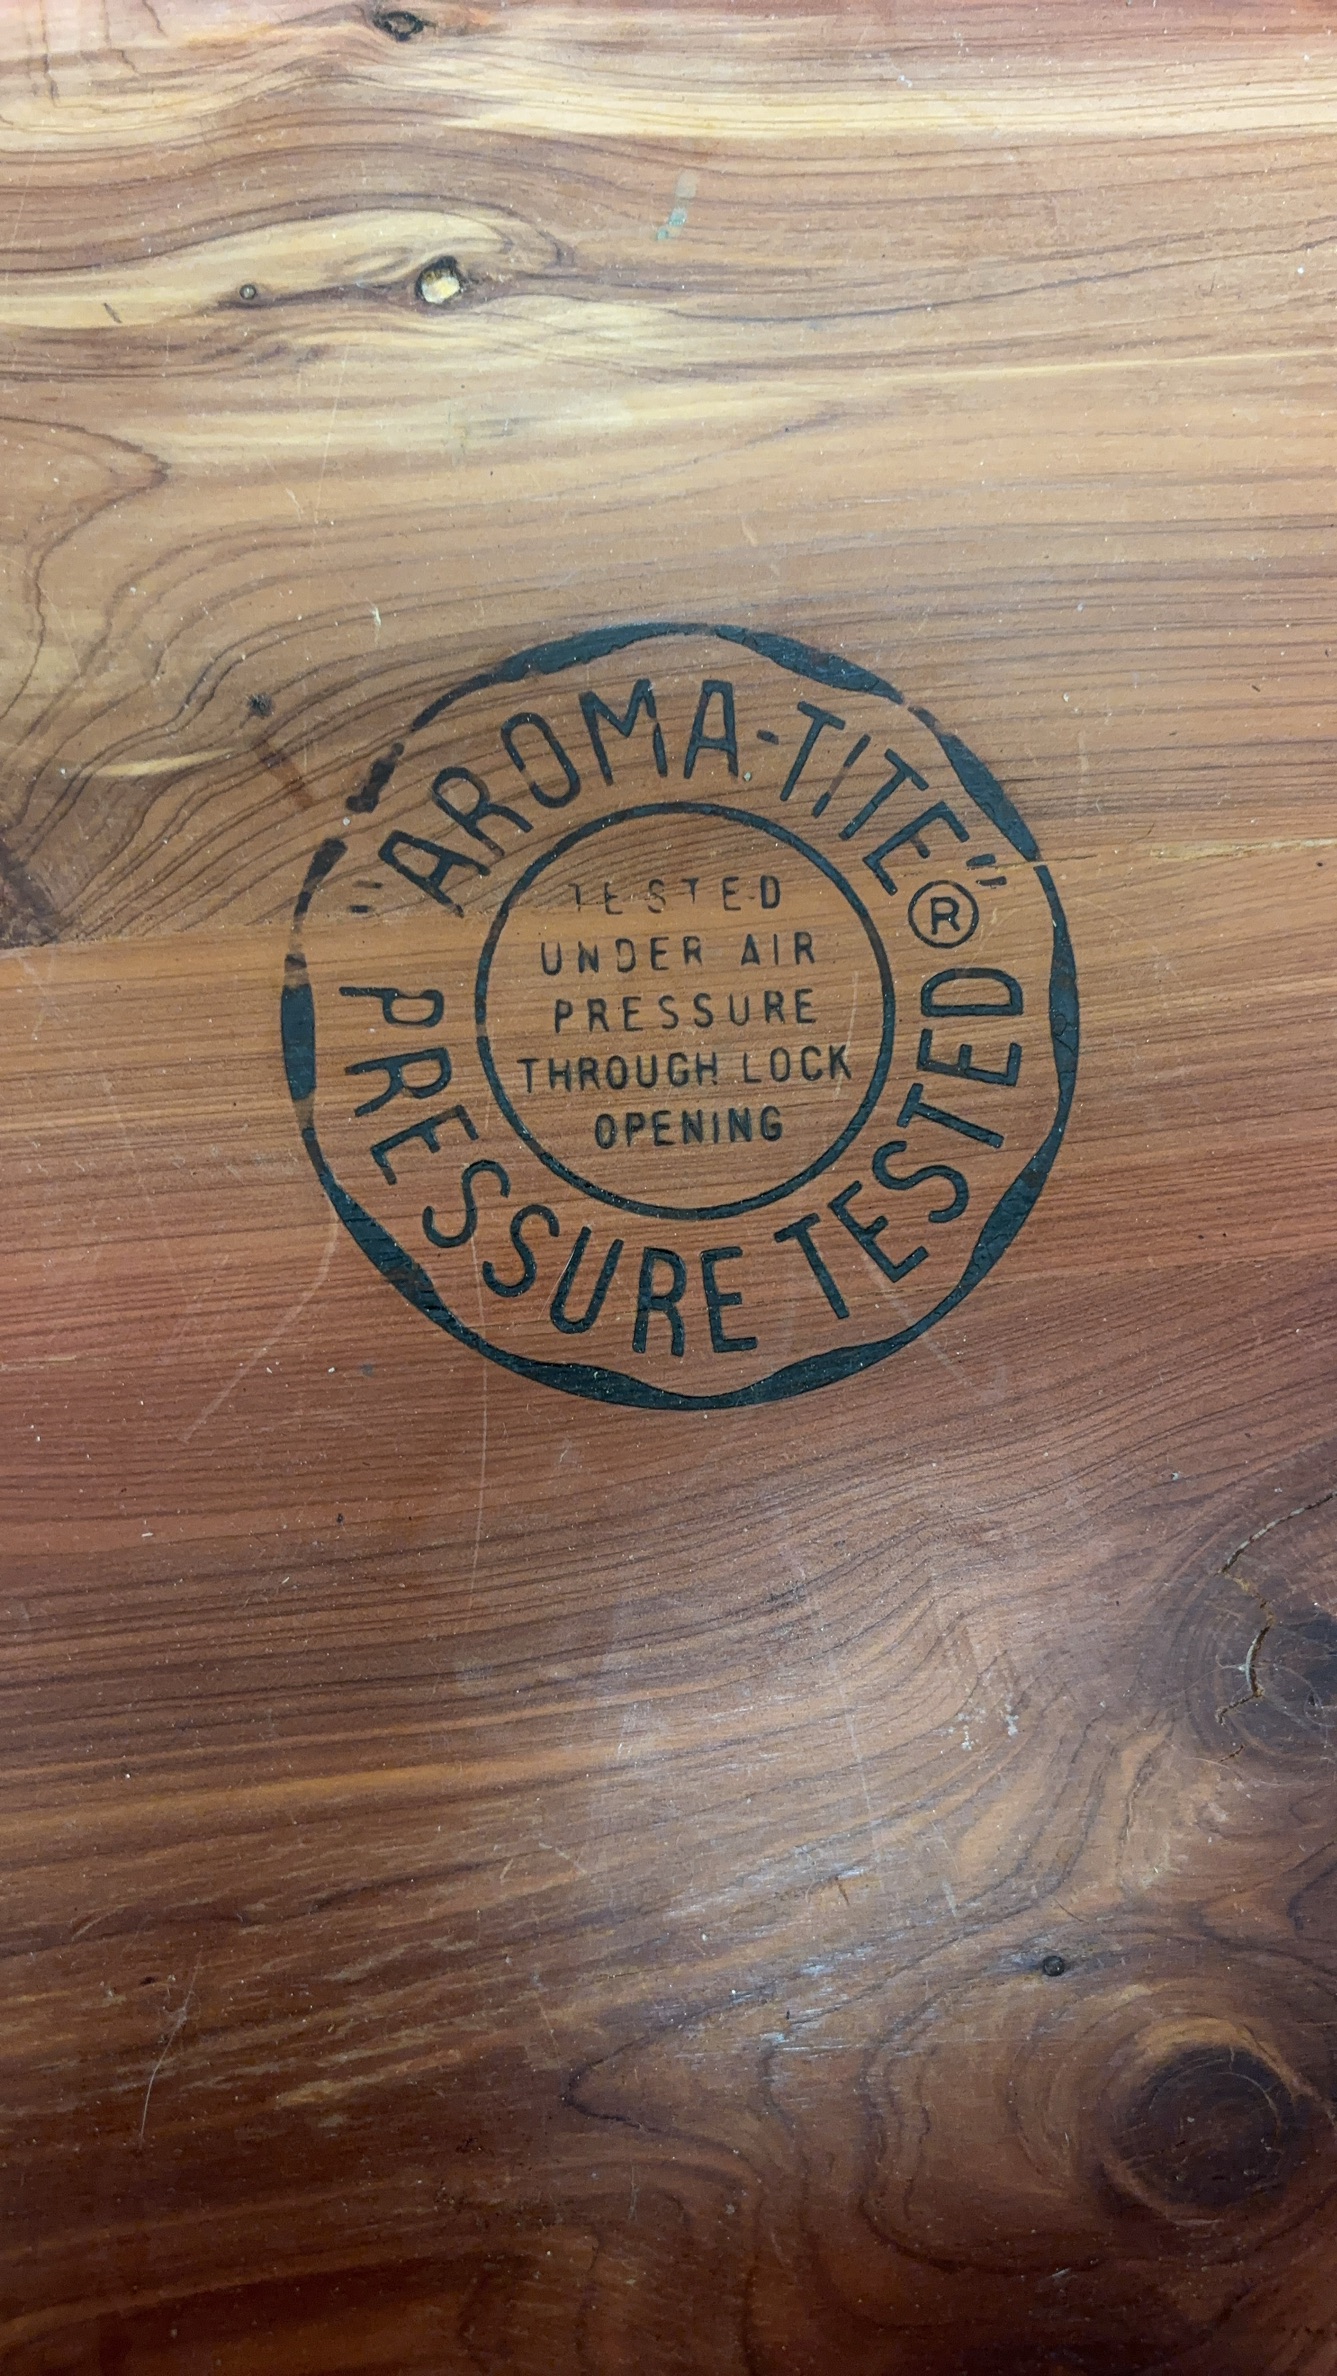 "AROMA-TITE"®
PRESSURE TESTED
TESTED
UNDER AIR
PRESSURE
THROUGH LOCK
OPENING